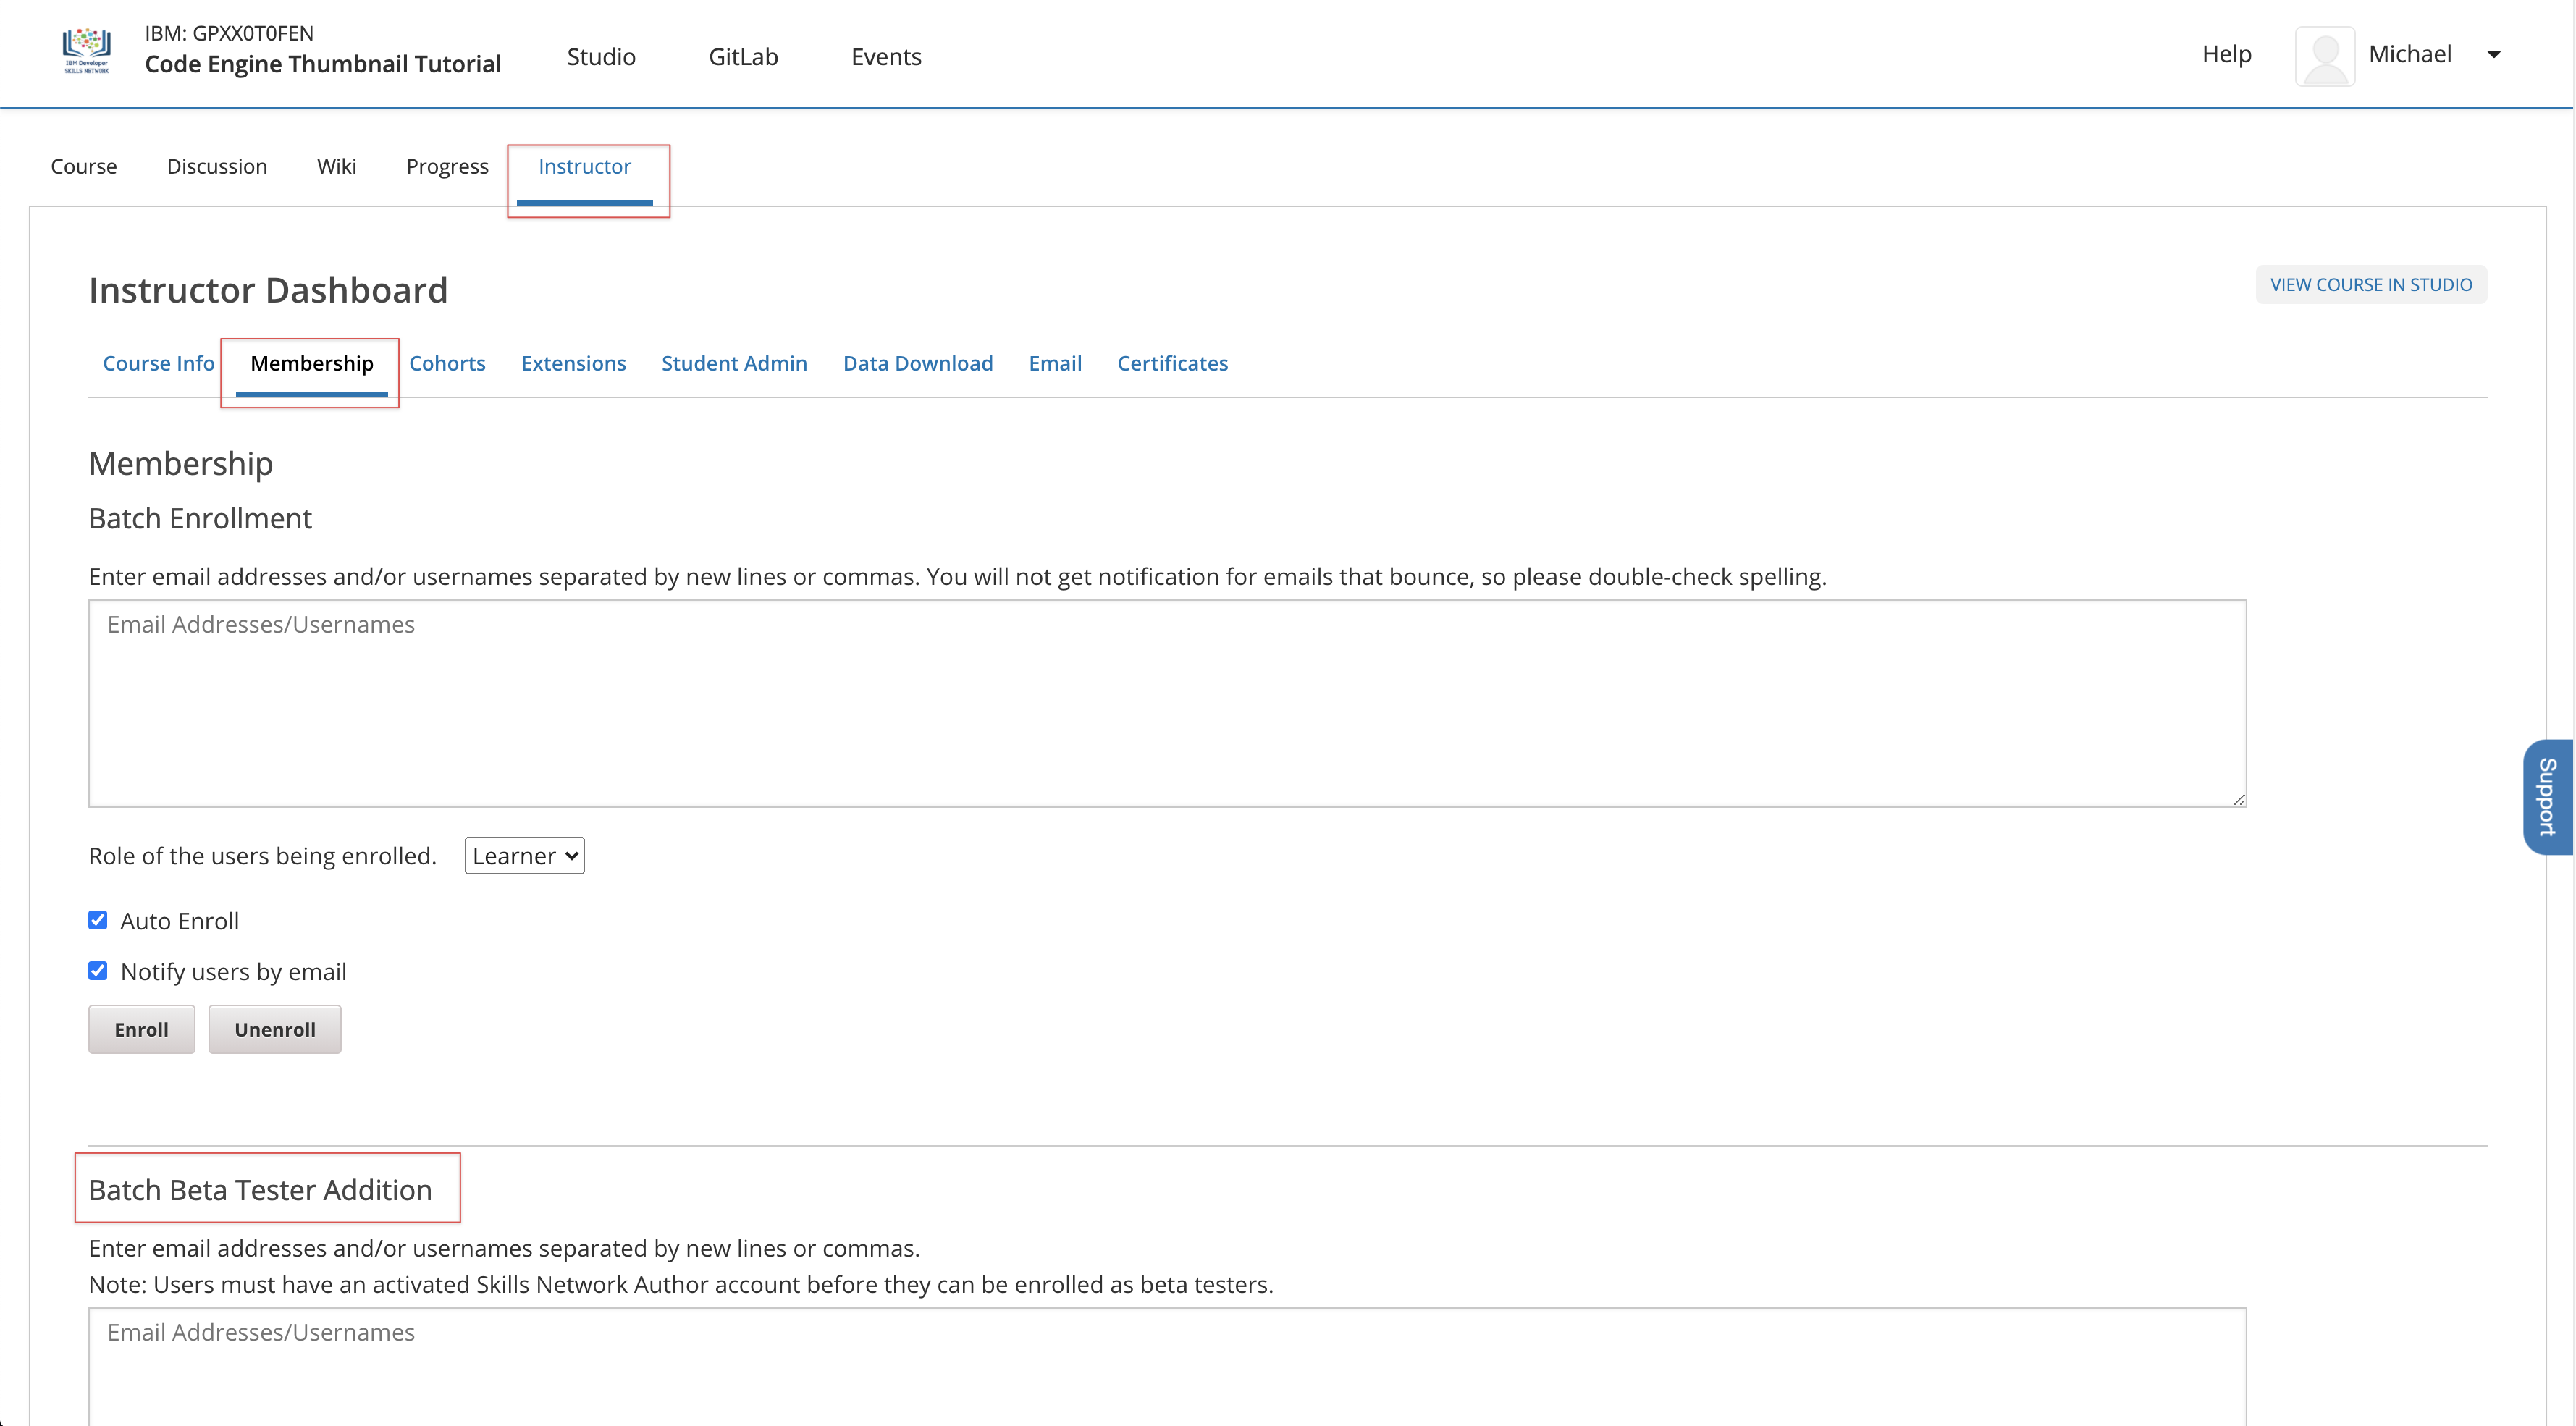 IBM Developer
SKILLS NETWORK
IBM: GPXX0T0FEN
Code Engine Thumbnail Tutorial
Studio
GitLab
Events
Help
Michael
Course
Discussion
Wiki
Progress
Instructor
Instructor Dashboard
VIEW COURSE IN STUDIO
Course Info
Membership
Cohorts
Extensions
Student Admin
Data Download
Email
Certificates
Membership
Batch Enrollment
Enter email addresses and/or usernames separated by new lines or commas. You will not get notification for emails that bounce, so please double-check spelling.
Email Addresses/Usernames
Support
Role of the users being enrolled.
Learner
Auto Enroll
Notify users by email
Enroll
Unenroll
Batch Beta Tester Addition
Enter email addresses and/or usernames separated by new lines or commas.
Note: Users must have an activated Skills Network Author account before they can be enrolled as beta testers.
Email Addresses/Usernames